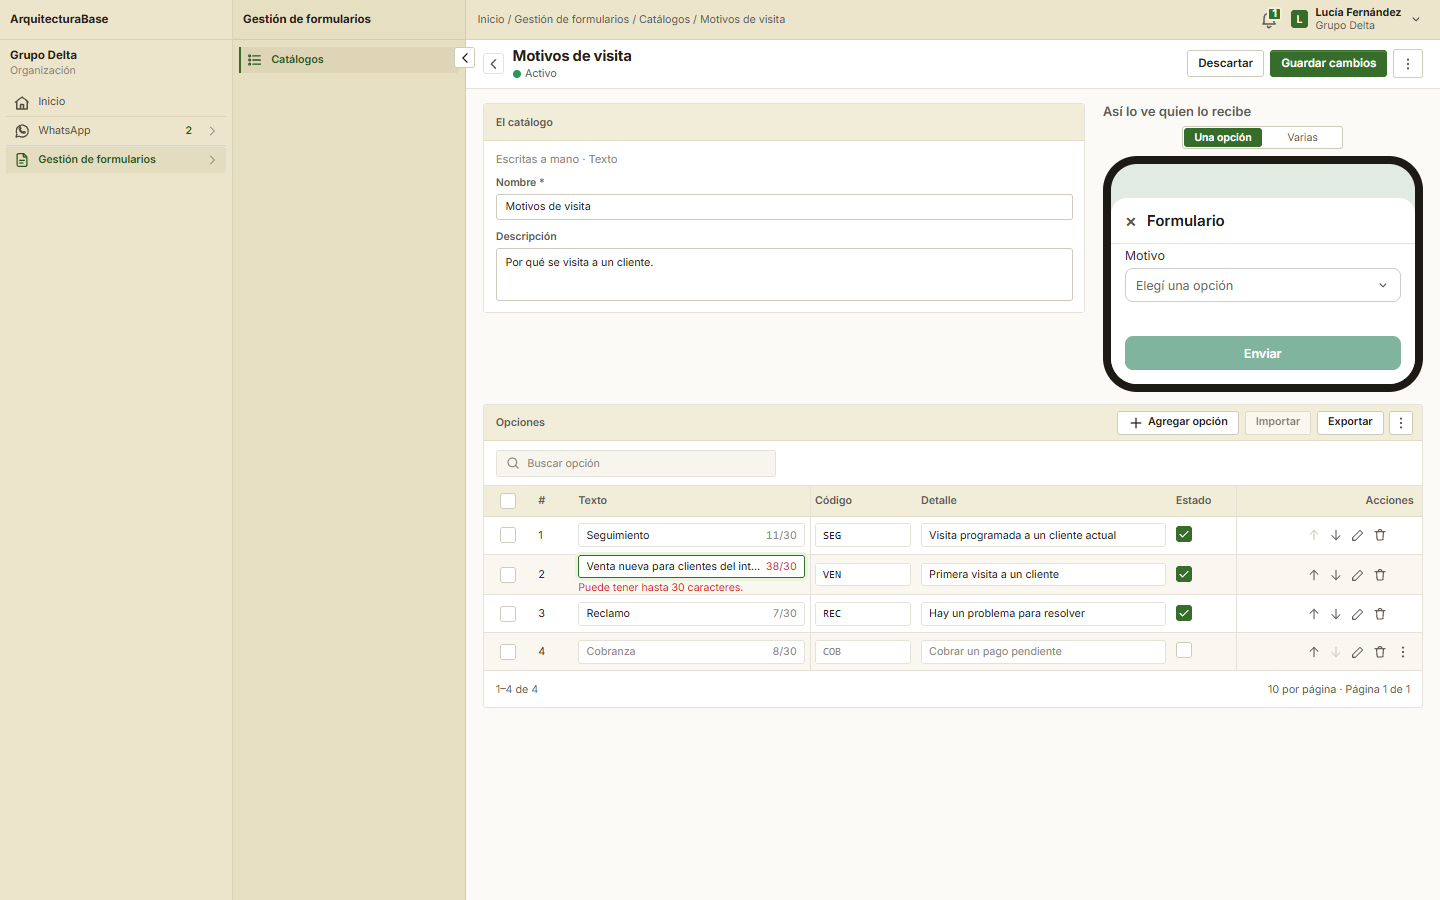 ArquitecturaBase
Gestión de formularios
Inicio / Gestión de formularios / Catálogos / Motivos de visita
1
L
Lucía Fernández
Grupo Delta
Grupo Delta
Organización
Inicio
WhatsApp 2
Gestión de formularios
Catálogos
Motivos de visita
Activo
Descartar
Guardar cambios
El catálogo
Escritas a mano · Texto
Nombre *
Motivos de visita
Descripción
Por qué se visita a un cliente.
Así lo ve quien lo recibe
Una opción Varias
Formulario
Motivo
Elegí una opción
Enviar
Opciones
Agregar opción
Importar
Exportar
Buscar opción
# Texto Código Detalle Estado Acciones
1 Seguimiento 11/30 SEG Visita programada a un cliente actual
2 Venta nueva para clientes del int... 38/30 VEN Primera visita a un cliente
Puede tener hasta 30 caracteres.
3 Reclamo 7/30 REC Hay un problema para resolver
4 Cobranza 8/30 COB Cobrar un pago pendiente
1–4 de 4
10 por página · Página 1 de 1